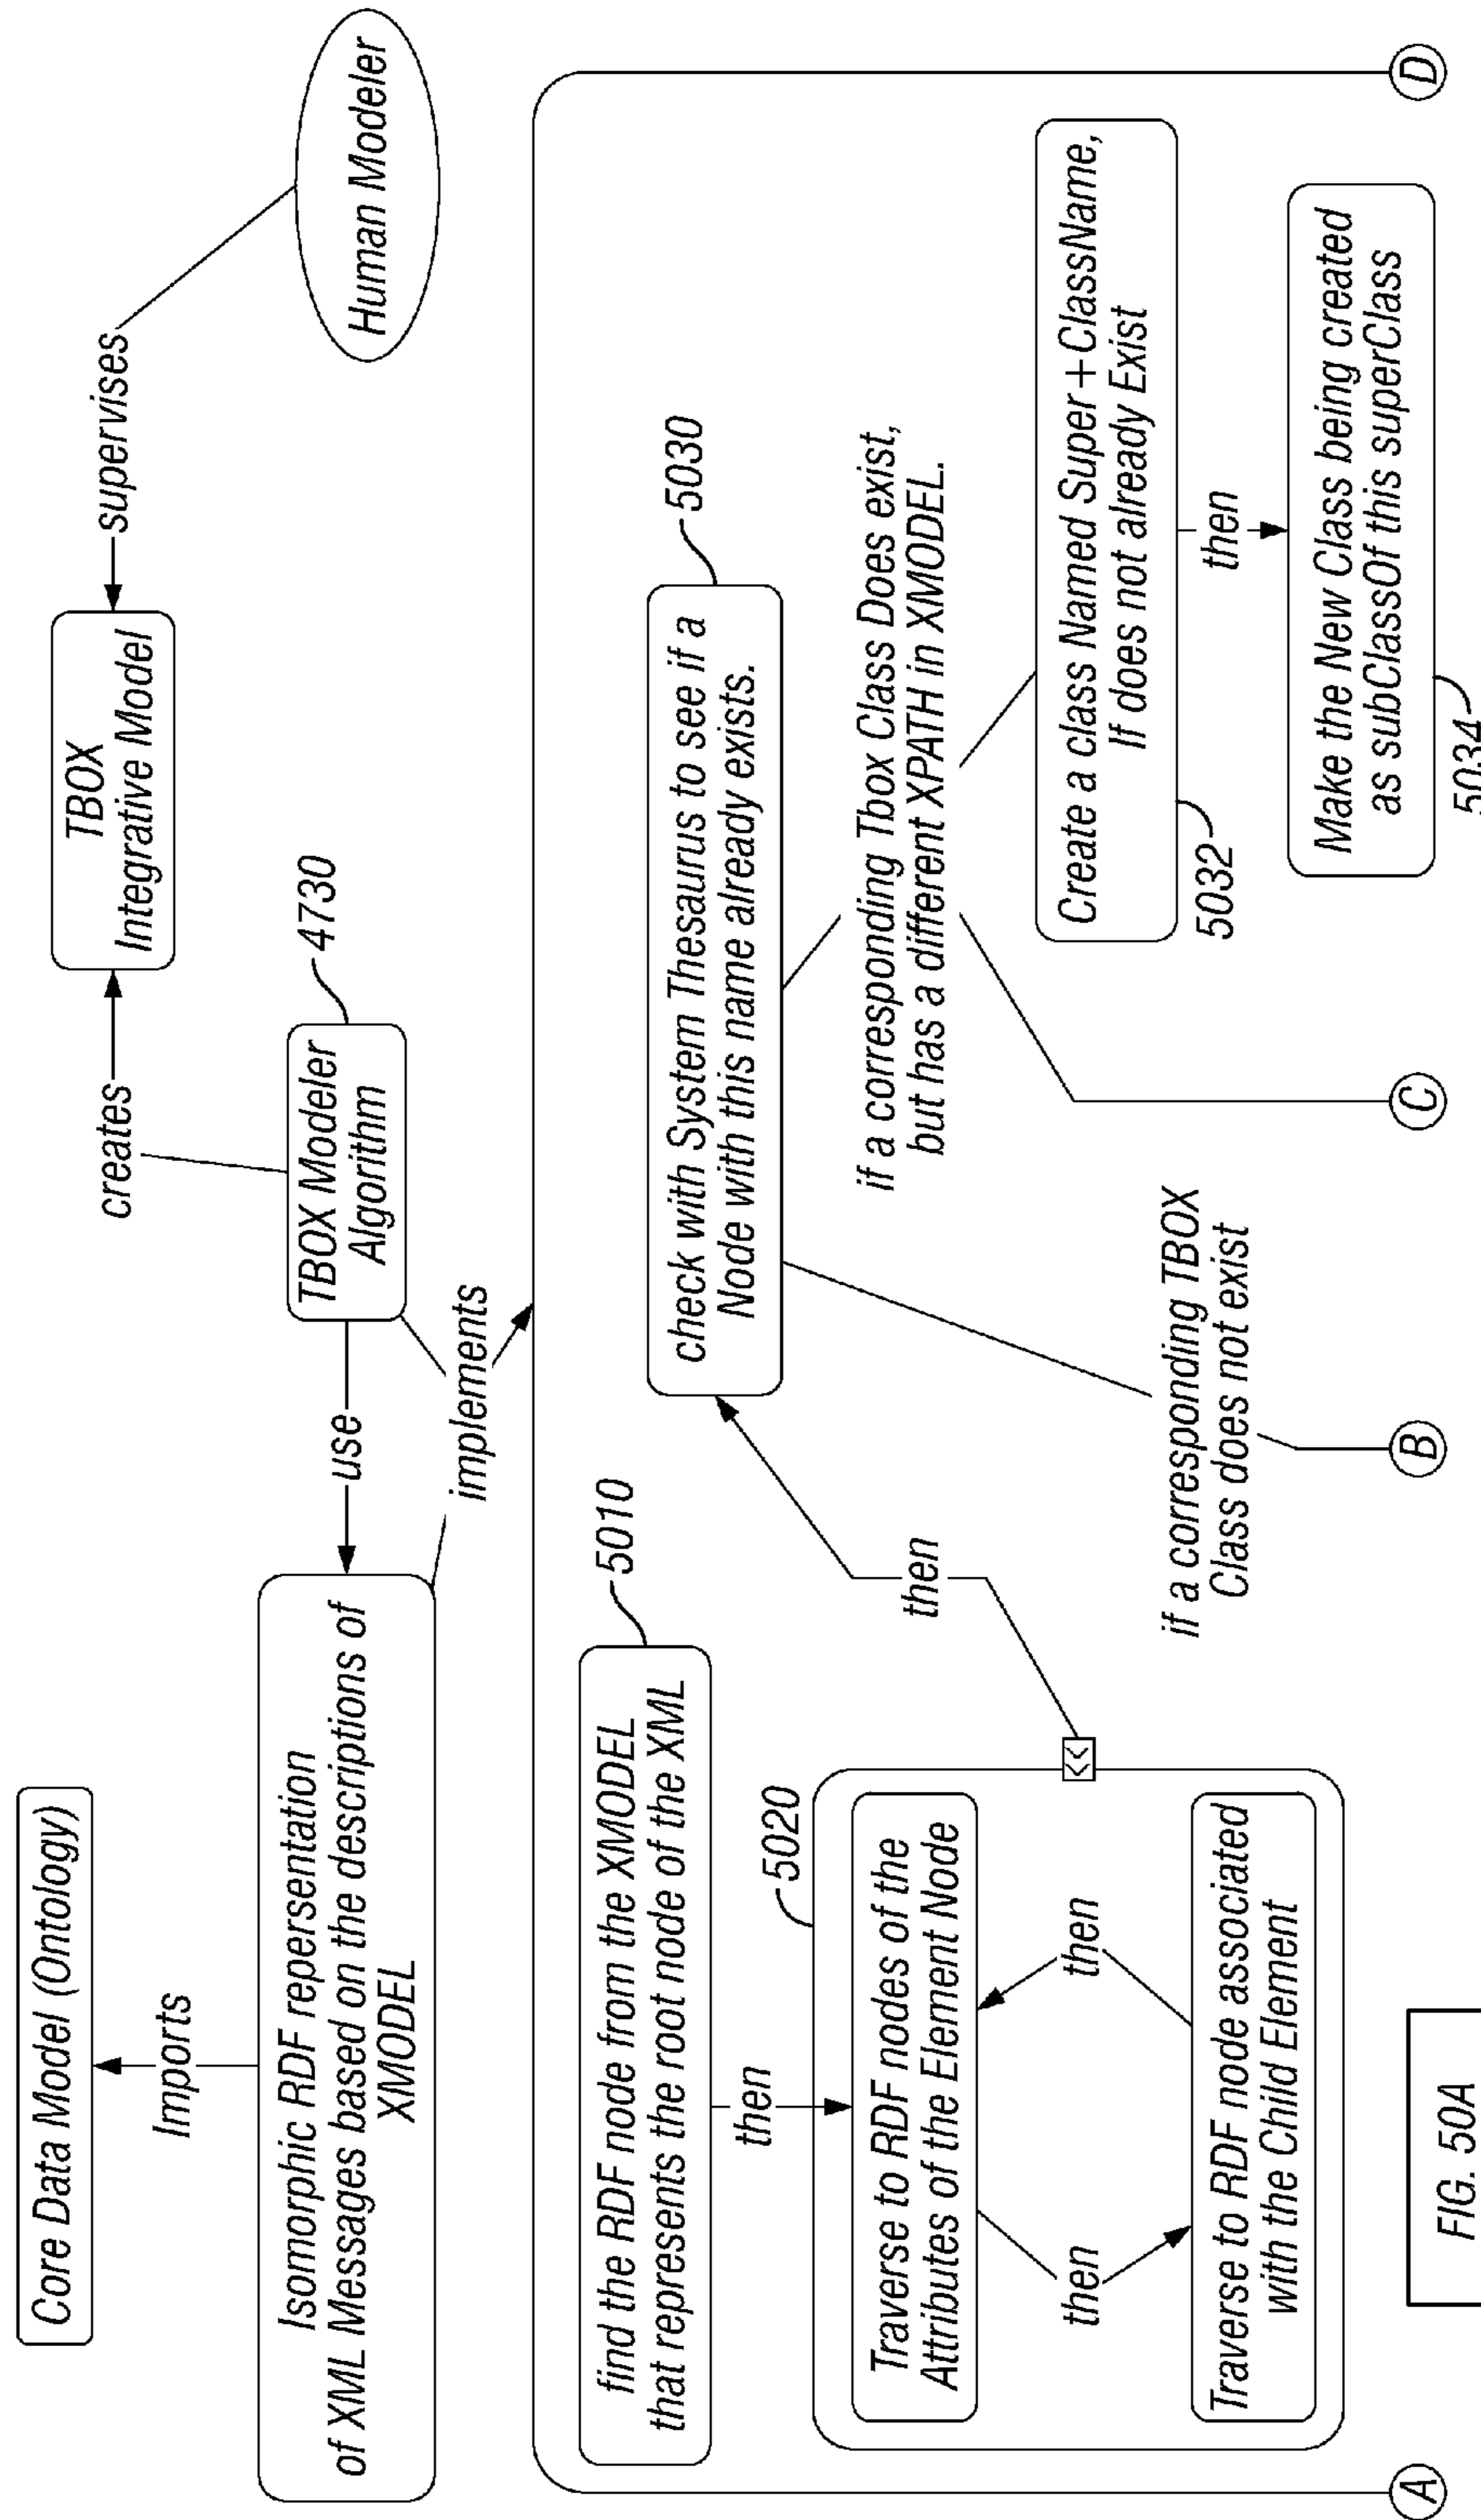 Core Data Model (Ontology)
Imports
Isomorphic RDF repersentation
of XML Messages based on the descriptions of
XMODEL
use
TBOX Modeler
Algorithm
4730
creates
TBOX
Integrative Model
supervises
Human Modeler
implements
find the RDF node from the XMODEL
that represents the root node of the XML
5010
then
5020
Traverse to RDF nodes of the
Attributes of the Element Node
then
then
Traverse to RDF node associated
with the Child Element
<<
then
check with System Thesaurus to see if a
Node with this name already exists.
5030
if a corresponding TBOX
Class does not exist
if a corresponding Tbox Class Does exist,
but has a different XPATH in XMODEL.
Create a class Named Super+ClassName,
If does not already Exist
5032
then
Make the New Class being created
as subClassOf this superClass
5034
A
B
C
D
FIG. 50A